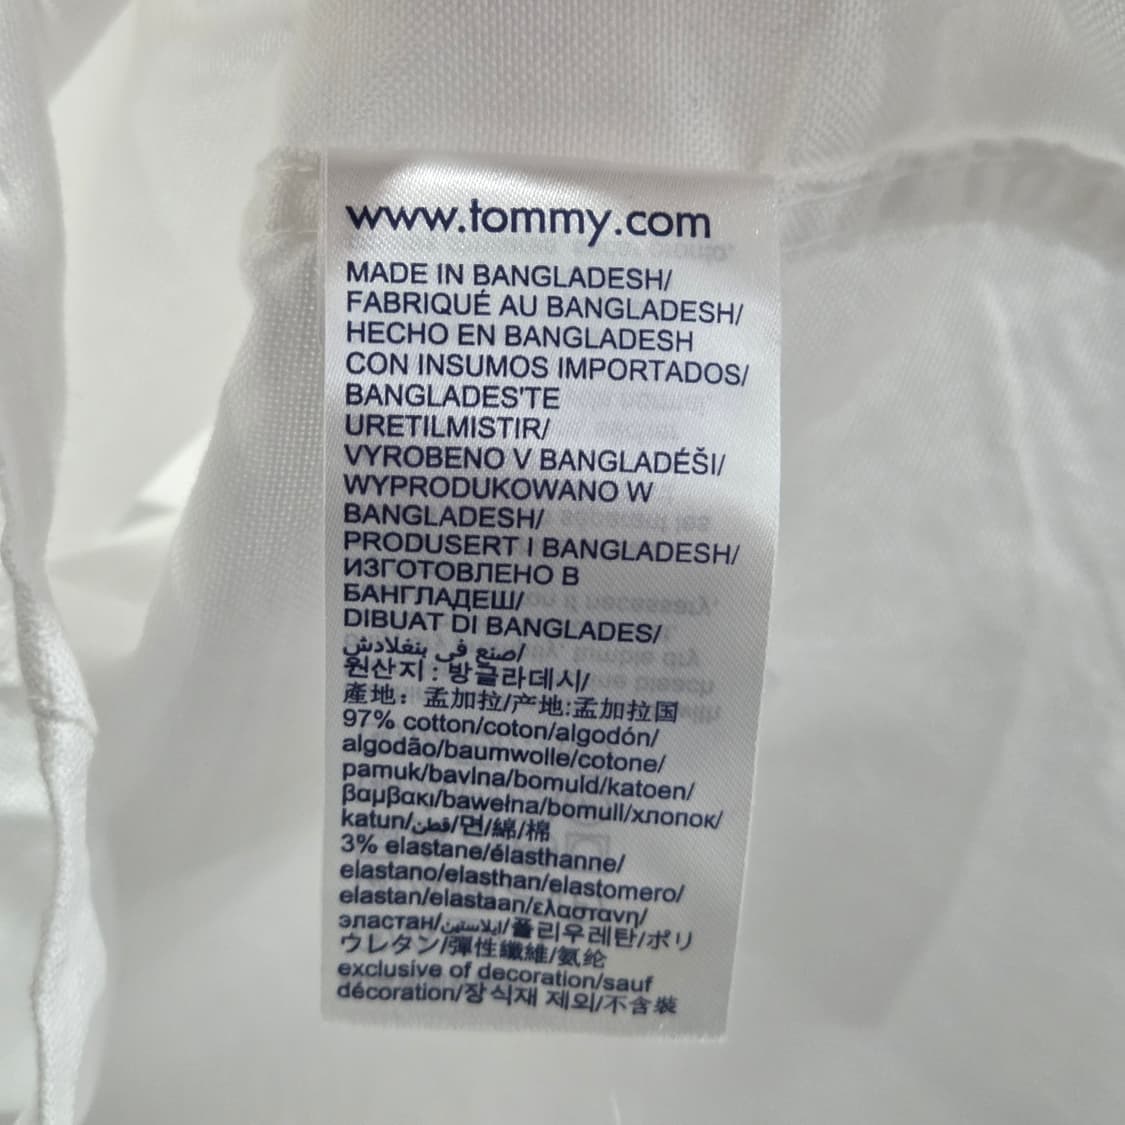 www.tommy.com
MADE IN BANGLADESH/
FABRIQUÉ AU BANGLADESH/
HECHO EN BANGLADESH
CON INSUMOS IMPORTADOS/
BANGLADES'TE
URETILMISTIR/
VYROBENO V BANGLADÉŠI/
WYPRODUKOWANO W
BANGLADESH/
PRODUSERT I BANGLADESH/
ИЗГОТОВЛЕНО В
БАНГЛАДЕШ/
DIBUAT DI BANGLADES/
صنع في بنغلادش/
원산지 : 방글라데시/
產地：孟加拉/产地:孟加拉国
97% cotton/coton/algodón/
algodão/baumwolle/cotone/
pamuk/bavlna/bomuld/katoen/
βαμβακι/bawełna/bomull/хлопок/
katun/قطن/면/綿/棉
3% elastane/élasthanne/
elastano/elasthan/elastomero/
elastan/elastaan/ελαστανη/
эластан/ايلاستين/폴리우레탄/ポリ
ウレタン/彈性纖維/氨纶
exclusive of decoration/sauf
décoration/장식재 제외/不含裝